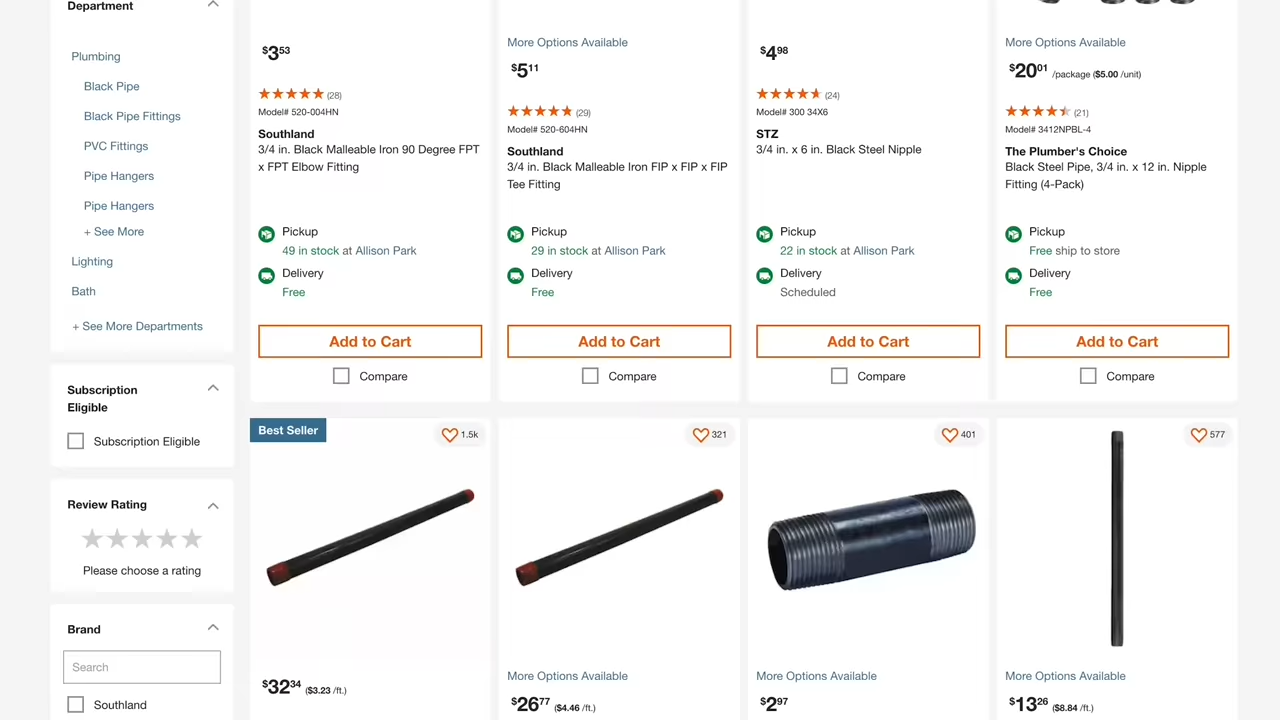 Department
Plumbing
Black Pipe
Black Pipe Fittings
PVC Fittings
Pipe Hangers
Pipe Hangers
+ See More
Lighting
Bath
+ See More Departments
Subscription
Eligible
Subscription Eligible
Review Rating
Please choose a rating
Brand
Search
Southland
$3 53
(28)
Model# 520-004HN
Southland
3/4 in. Black Malleable Iron 90 Degree FPT
x FPT Elbow Fitting
Pickup
49 in stock at Allison Park
Delivery
Free
Add to Cart
Compare
More Options Available
$5 11
(29)
Model# 520-604HN
Southland
3/4 in. Black Malleable Iron FIP x FIP x FIP
Tee Fitting
Pickup
29 in stock at Allison Park
Delivery
Free
Add to Cart
Compare
$4 98
(24)
Model# 300 34X6
STZ
3/4 in. x 6 in. Black Steel Nipple
Pickup
22 in stock at Allison Park
Delivery
Scheduled
Add to Cart
Compare
More Options Available
$20 01 /package ($5.00 /unit)
(21)
Model# 3412NPBL-4
The Plumber's Choice
Black Steel Pipe, 3/4 in. x 12 in. Nipple
Fitting (4-Pack)
Pickup
Free ship to store
Delivery
Free
Add to Cart
Compare
Best Seller
1.5k
$32 34 ($3.23 /ft.)
321
More Options Available
$26 77 ($4.46 /ft.)
401
More Options Available
$2 97
577
More Options Available
$13 26 ($8.84 /ft.)